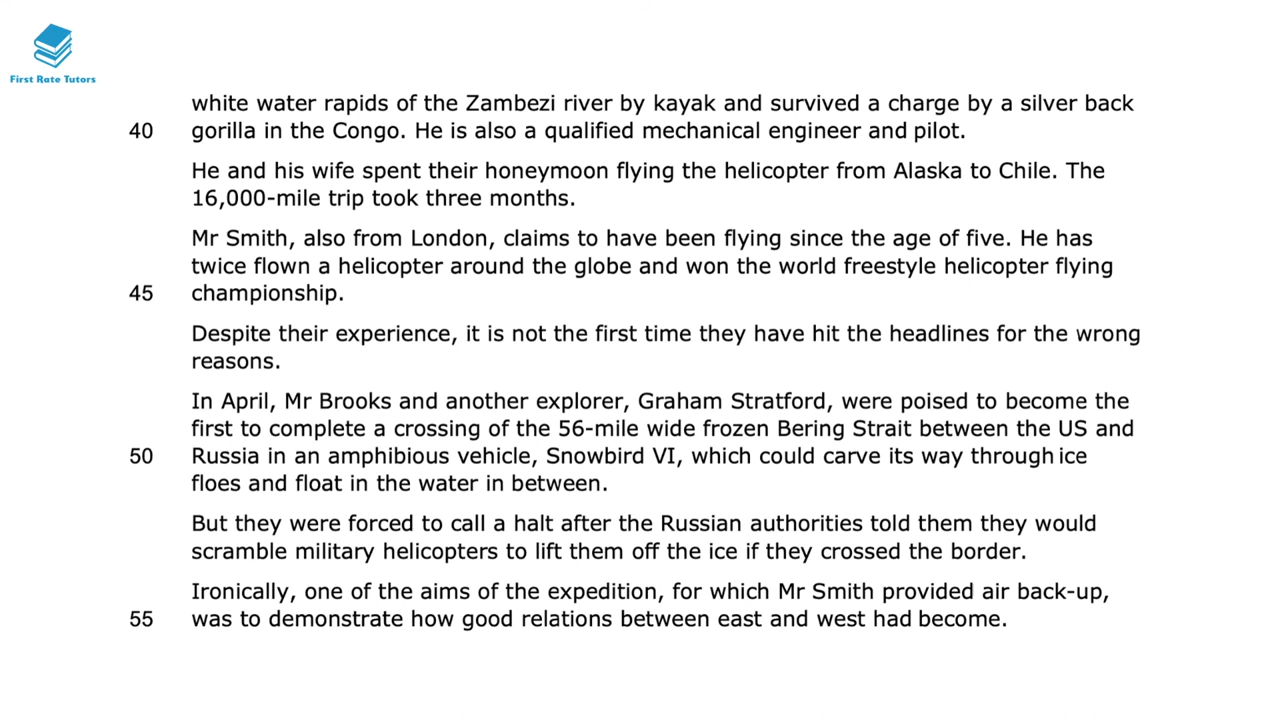 First Rate Tutors
white water rapids of the Zambezi river by kayak and survived a charge by a silver back
40 gorilla in the Congo. He is also a qualified mechanical engineer and pilot.
He and his wife spent their honeymoon flying the helicopter from Alaska to Chile. The
16,000-mile trip took three months.
Mr Smith, also from London, claims to have been flying since the age of five. He has
twice flown a helicopter around the globe and won the world freestyle helicopter flying
45 championship.
Despite their experience, it is not the first time they have hit the headlines for the wrong
reasons.
In April, Mr Brooks and another explorer, Graham Stratford, were poised to become the
first to complete a crossing of the 56-mile wide frozen Bering Strait between the US and
50 Russia in an amphibious vehicle, Snowbird VI, which could carve its way through ice
floes and float in the water in between.
But they were forced to call a halt after the Russian authorities told them they would
scramble military helicopters to lift them off the ice if they crossed the border.
Ironically, one of the aims of the expedition, for which Mr Smith provided air back-up,
55 was to demonstrate how good relations between east and west had become.